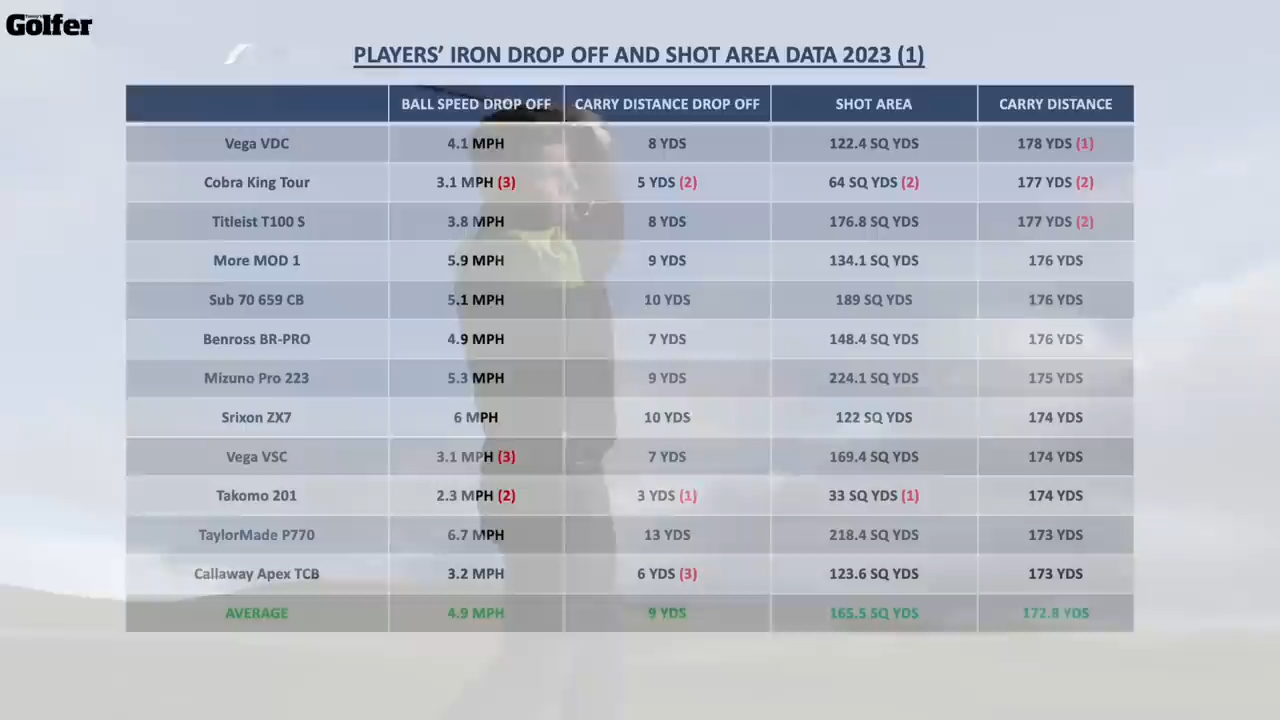 Golfer
PLAYERS’ IRON DROP OFF AND SHOT AREA DATA 2023 (1)
BALL SPEED DROP OFF CARRY DISTANCE DROP OFF SHOT AREA CARRY DISTANCE
Vega VDC 4.1 MPH 8 YDS 122.4 SQ YDS 178 YDS (1)
Cobra King Tour 3.1 MPH (3) 5 YDS (2) 64 SQ YDS (2) 177 YDS (2)
Titleist T100 S 3.8 MPH 8 YDS 176.8 SQ YDS 177 YDS (2)
More MOD 1 5.9 MPH 9 YDS 134.1 SQ YDS 176 YDS
Sub 70 659 CB 5.1 MPH 10 YDS 189 SQ YDS 176 YDS
Benross BR-PRO 4.9 MPH 7 YDS 148.4 SQ YDS 176 YDS
Mizuno Pro 223 5.3 MPH 9 YDS 224.1 SQ YDS 175 YDS
Srixon ZX7 6 MPH 10 YDS 122 SQ YDS 174 YDS
Vega VSC 3.1 MPH (3) 7 YDS 169.4 SQ YDS 174 YDS
Takomo 201 2.3 MPH (2) 3 YDS (1) 33 SQ YDS (1) 174 YDS
TaylorMade P770 6.7 MPH 13 YDS 218.4 SQ YDS 173 YDS
Callaway Apex TCB 3.2 MPH 6 YDS (3) 123.6 SQ YDS 173 YDS
AVERAGE 4.9 MPH 9 YDS 165.5 SQ YDS 172.8 YDS